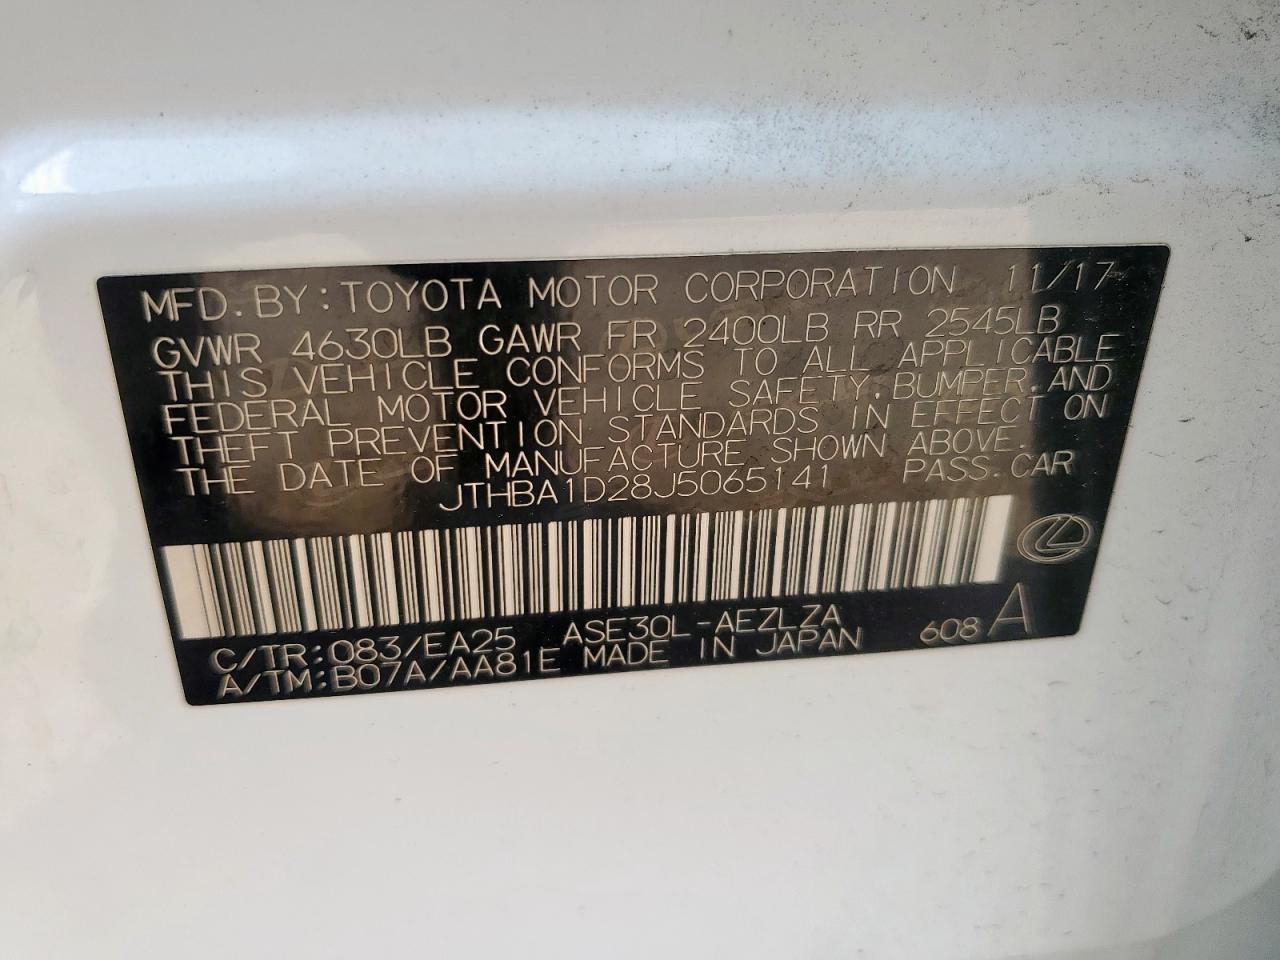 MFD. BY: TOYOTA MOTOR CORPORATION 11/17
GVWR 4630LB GAWR FR 2400LB RR 2545LB
THIS VEHICLE CONFORMS TO ALL APPLICABLE
FEDERAL MOTOR VEHICLE SAFETY, BUMPER, AND
THEFT PREVENTION STANDARDS IN EFFECT ON
THE DATE OF MANUFACTURE SHOWN ABOVE.
JTHBA1D28J5065141 PASS.CAR
C/TR: 083/EA25 ASE30L-AEZLZA
A/TM: B07A/AA81E MADE IN JAPAN 608 A